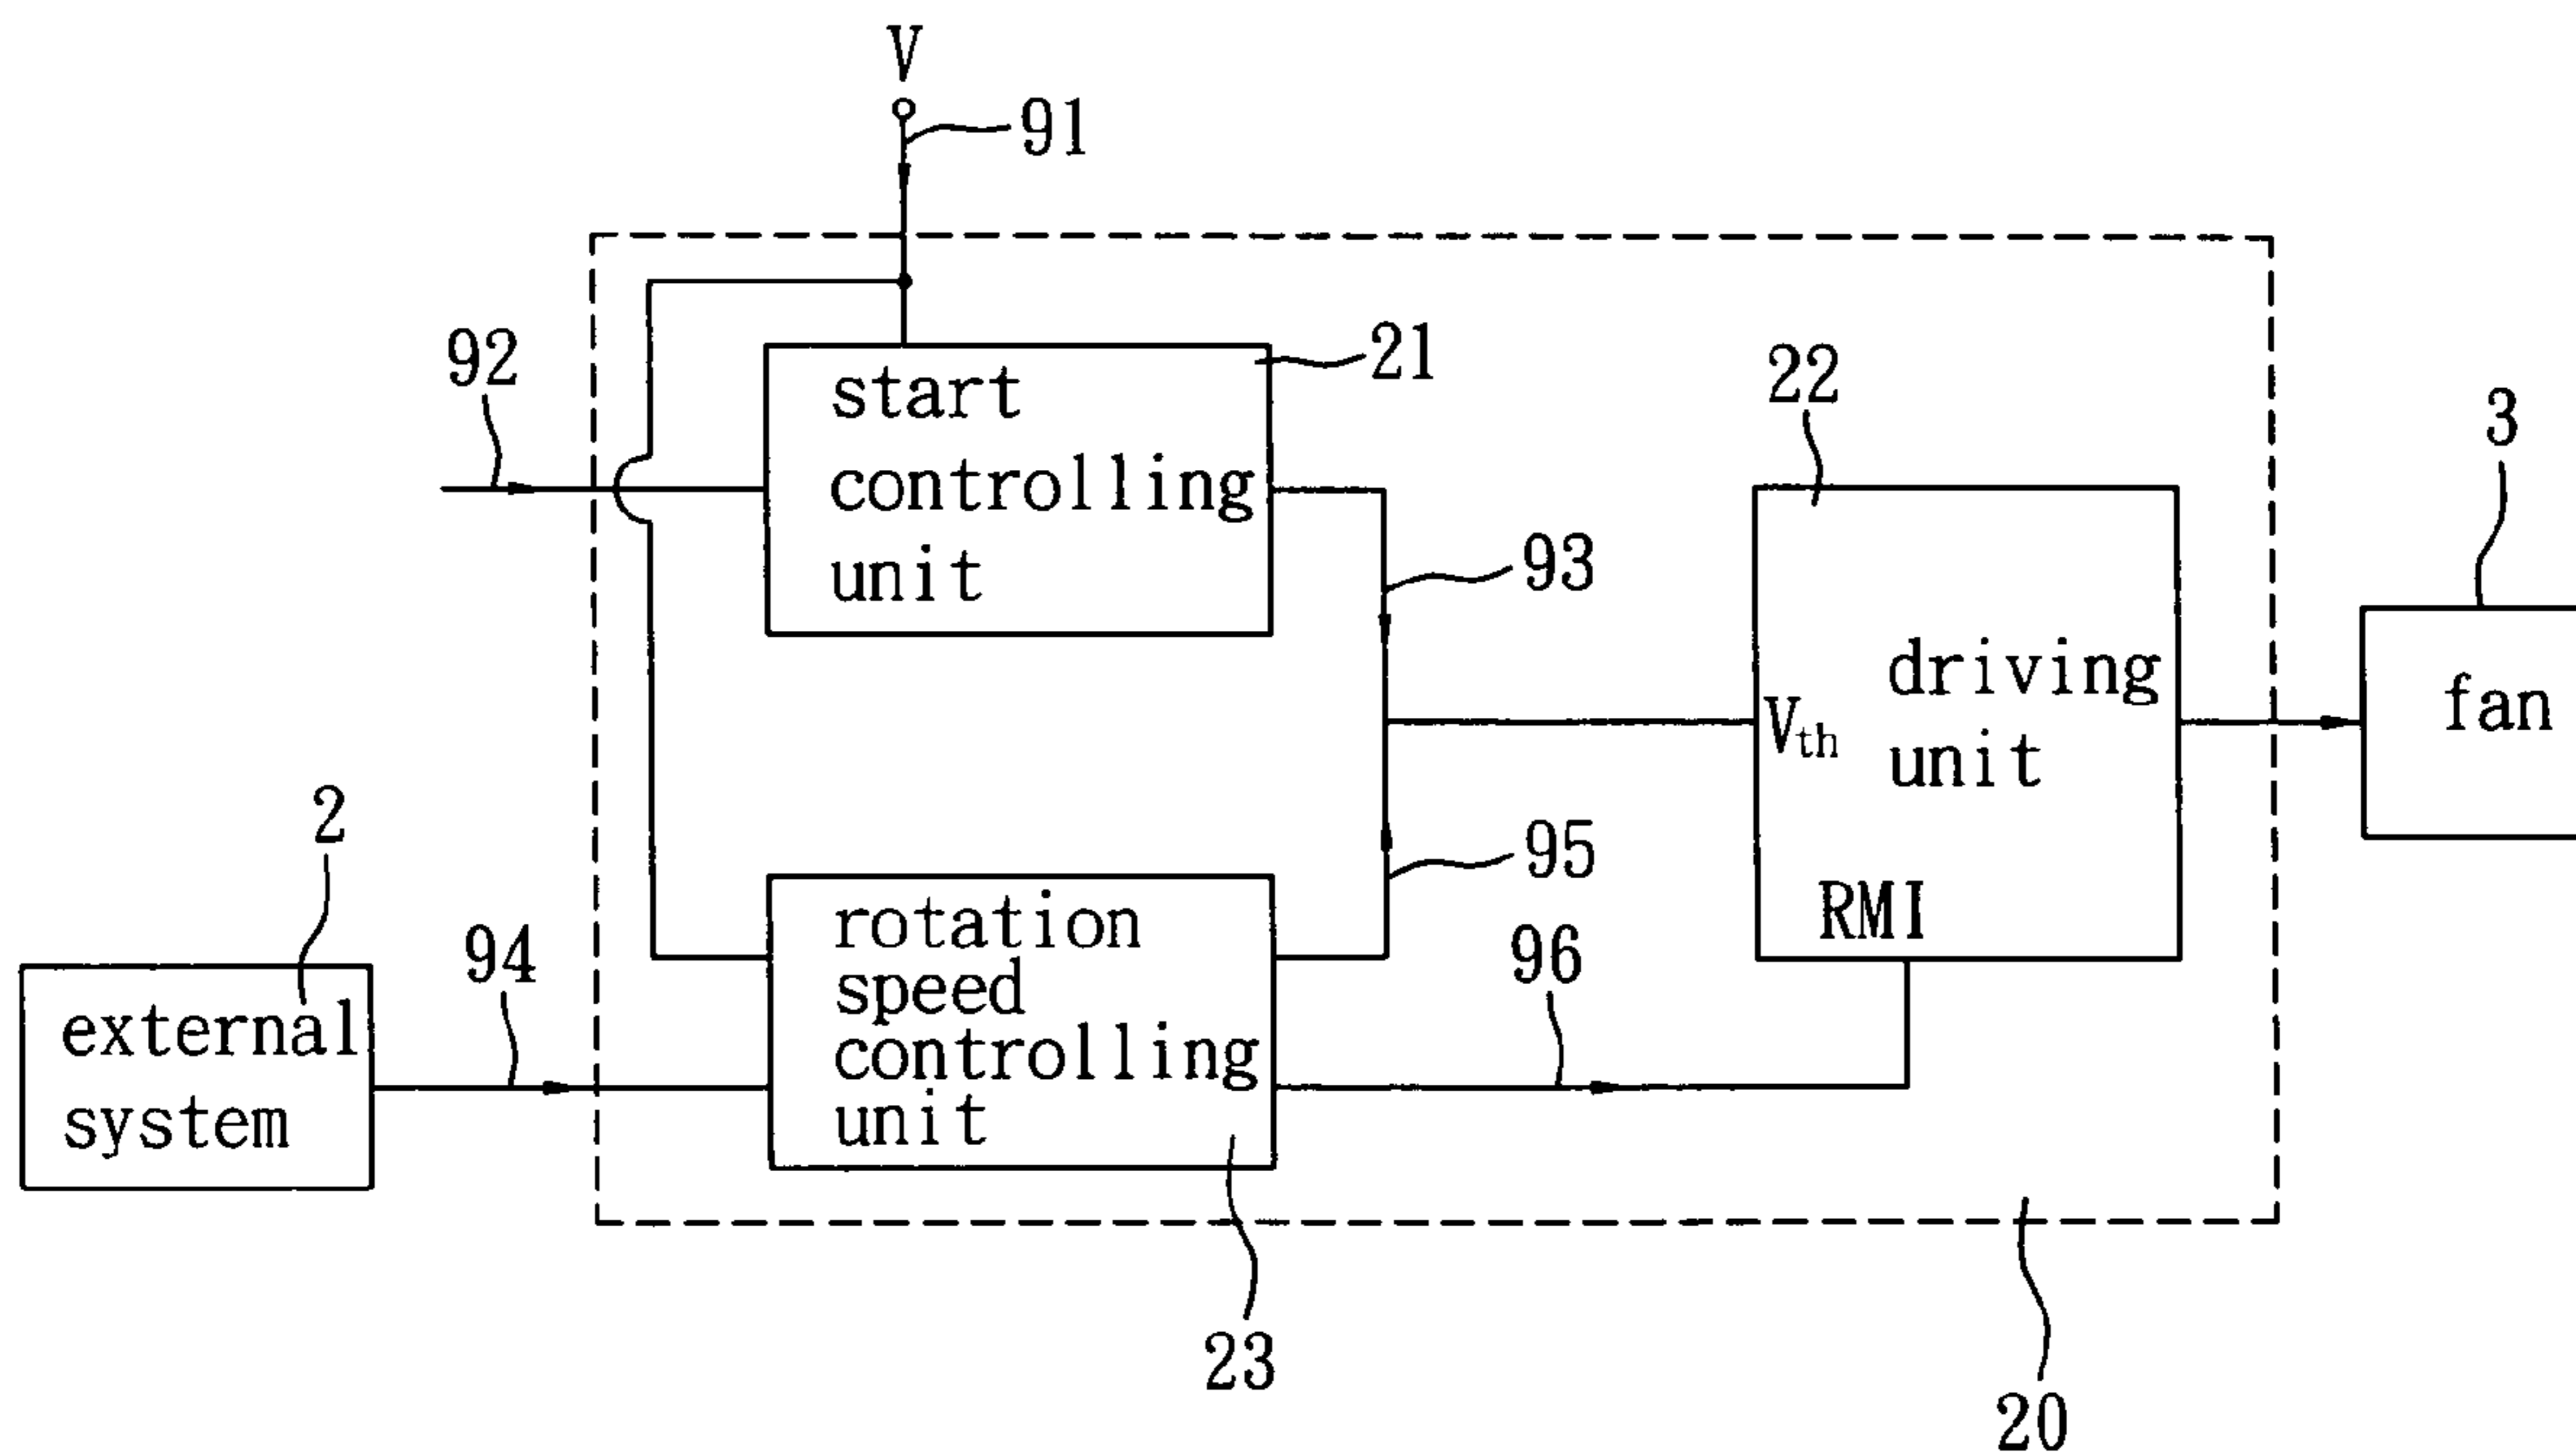 V
91
92
start
controlling
unit
21
22
3
93
driving
unit
Vth
fan
2
95
RMI
94
96
external
system
rotation
speed
controlling
unit
23
20